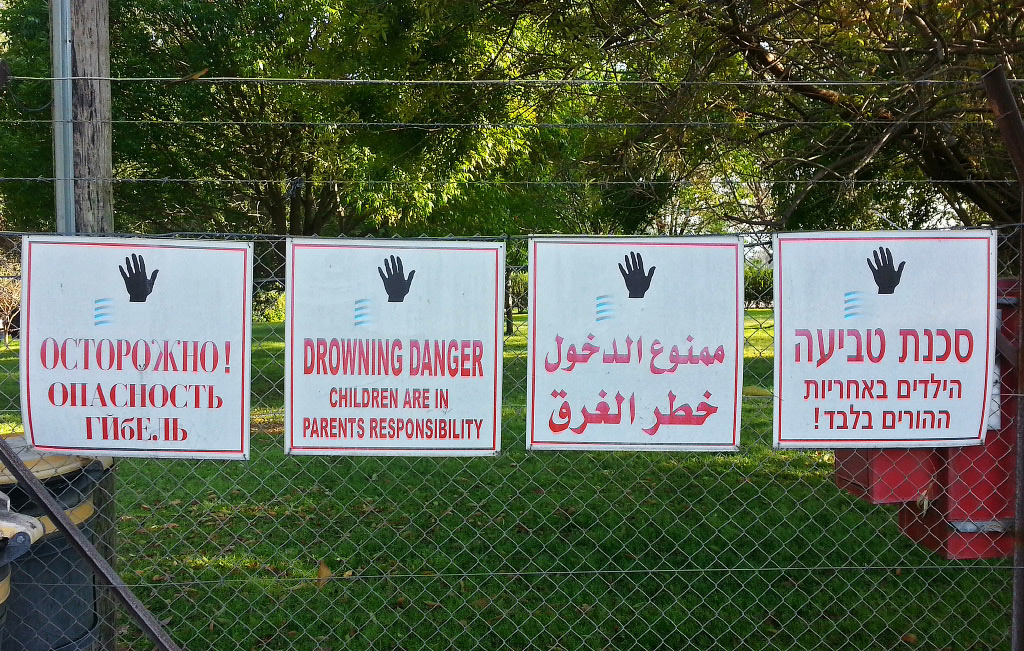 ОСТОРОЖНО!
ОПАСНОСТЬ
ГЙбЕЛЬ
DROWNING DANGER
CHILDREN ARE IN
PARENTS RESPONSIBILITY
ممنوع الدخول
خطر الغرق
סכנת טביעה
הילדים באחריות
ההורים בלבד!